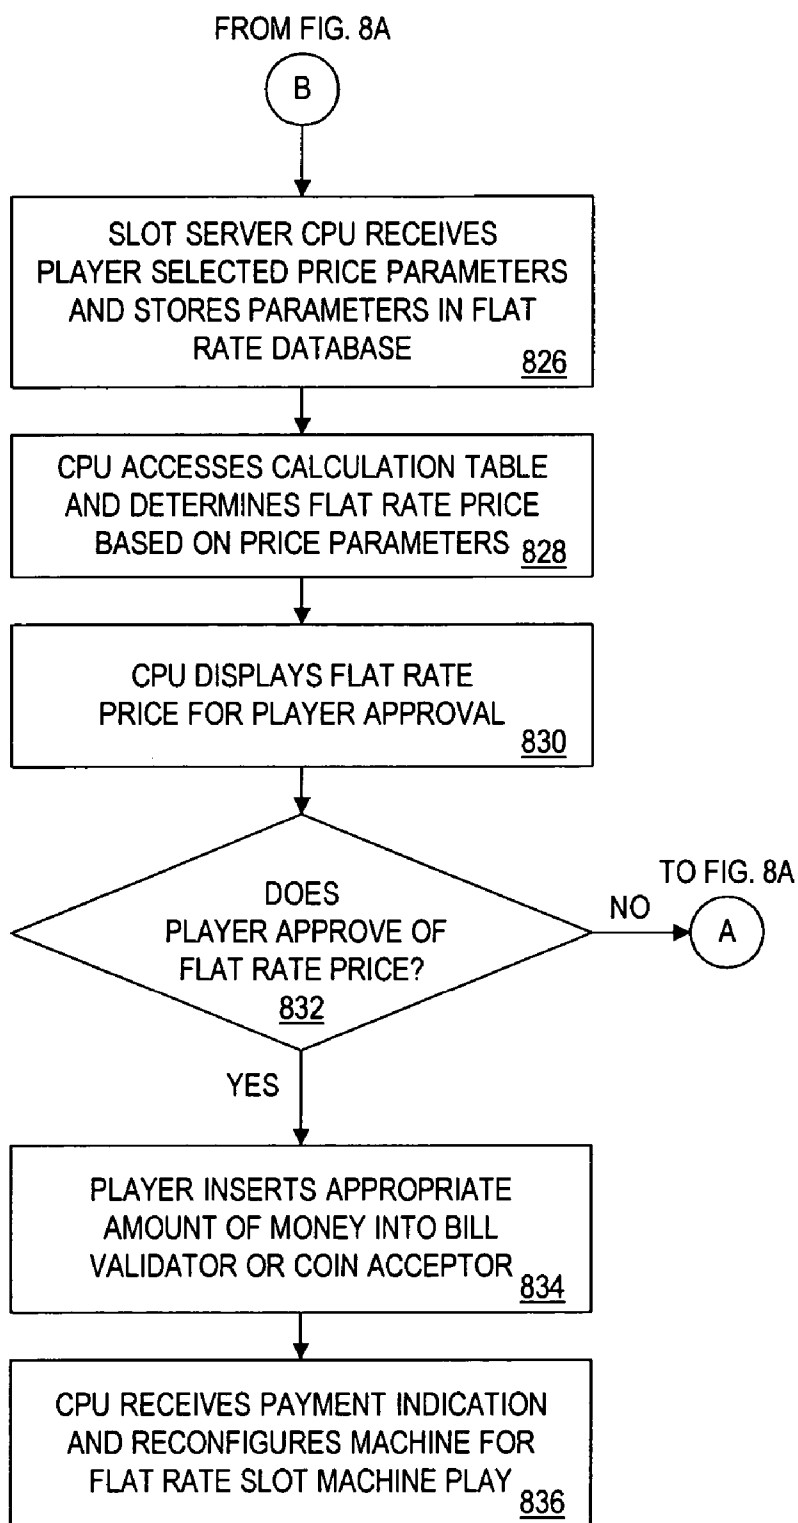 FROM FIG. 8A
B
SLOT SERVER CPU RECEIVES
PLAYER SELECTED PRICE PARAMETERS
AND STORES PARAMETERS IN FLAT
RATE DATABASE
826
CPU ACCESSES CALCULATION TABLE
AND DETERMINES FLAT RATE PRICE
BASED ON PRICE PARAMETERS
828
CPU DISPLAYS FLAT RATE
PRICE FOR PLAYER APPROVAL
830
DOES
PLAYER APPROVE OF
FLAT RATE PRICE?
832
NO
TO FIG. 8A
A
YES
PLAYER INSERTS APPROPRIATE
AMOUNT OF MONEY INTO BILL
VALIDATOR OR COIN ACCEPTOR
834
CPU RECEIVES PAYMENT INDICATION
AND RECONFIGURES MACHINE FOR
FLAT RATE SLOT MACHINE PLAY
836